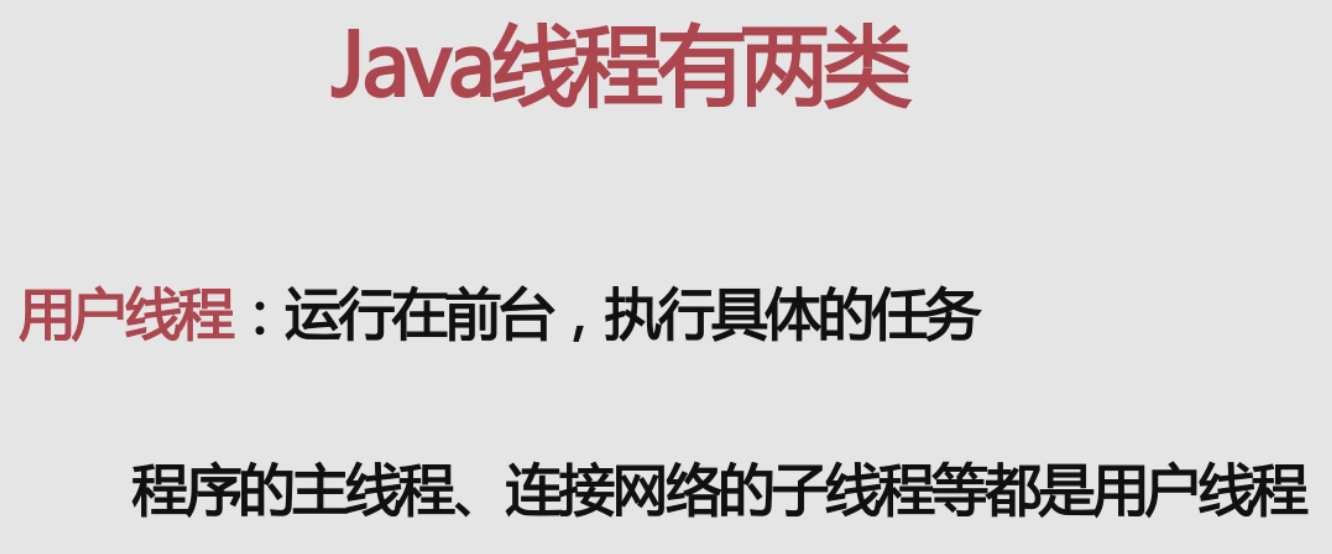 Java线程有两类
用户线程：运行在前台，执行具体的任务
程序的主线程、连接网络的子线程等都是用户线程